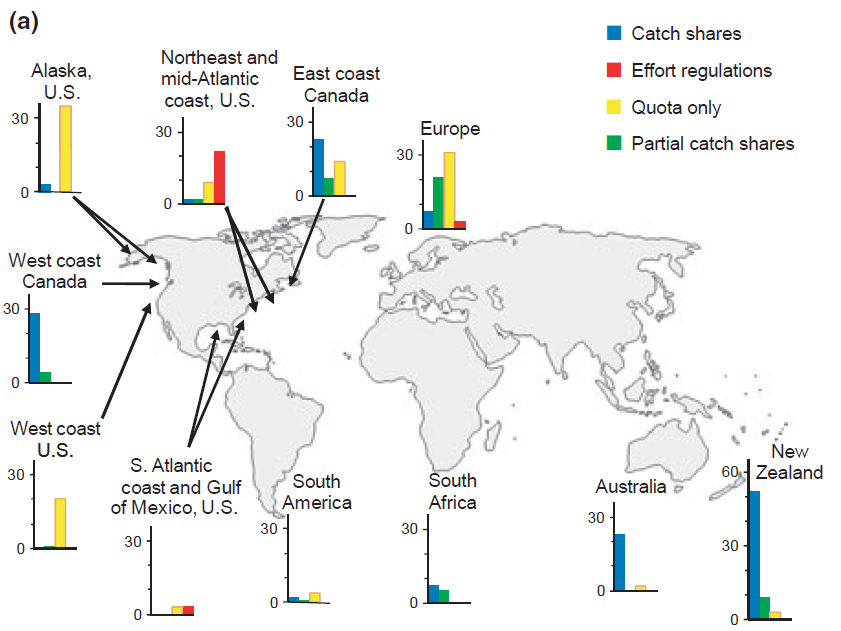 (a)
Catch shares
Effort regulations
Quota only
Partial catch shares
Alaska,
U.S.
30
0
Northeast and
mid-Atlantic
coast, U.S.
30
0
East coast
Canada
30
0
Europe
30
0
West coast
Canada
30
0
West coast
U.S.
30
0
S. Atlantic
coast and Gulf
of Mexico, U.S.
30
0
South
America
30
0
South
Africa
30
0
Australia
30
0
New
Zealand
60
30
0